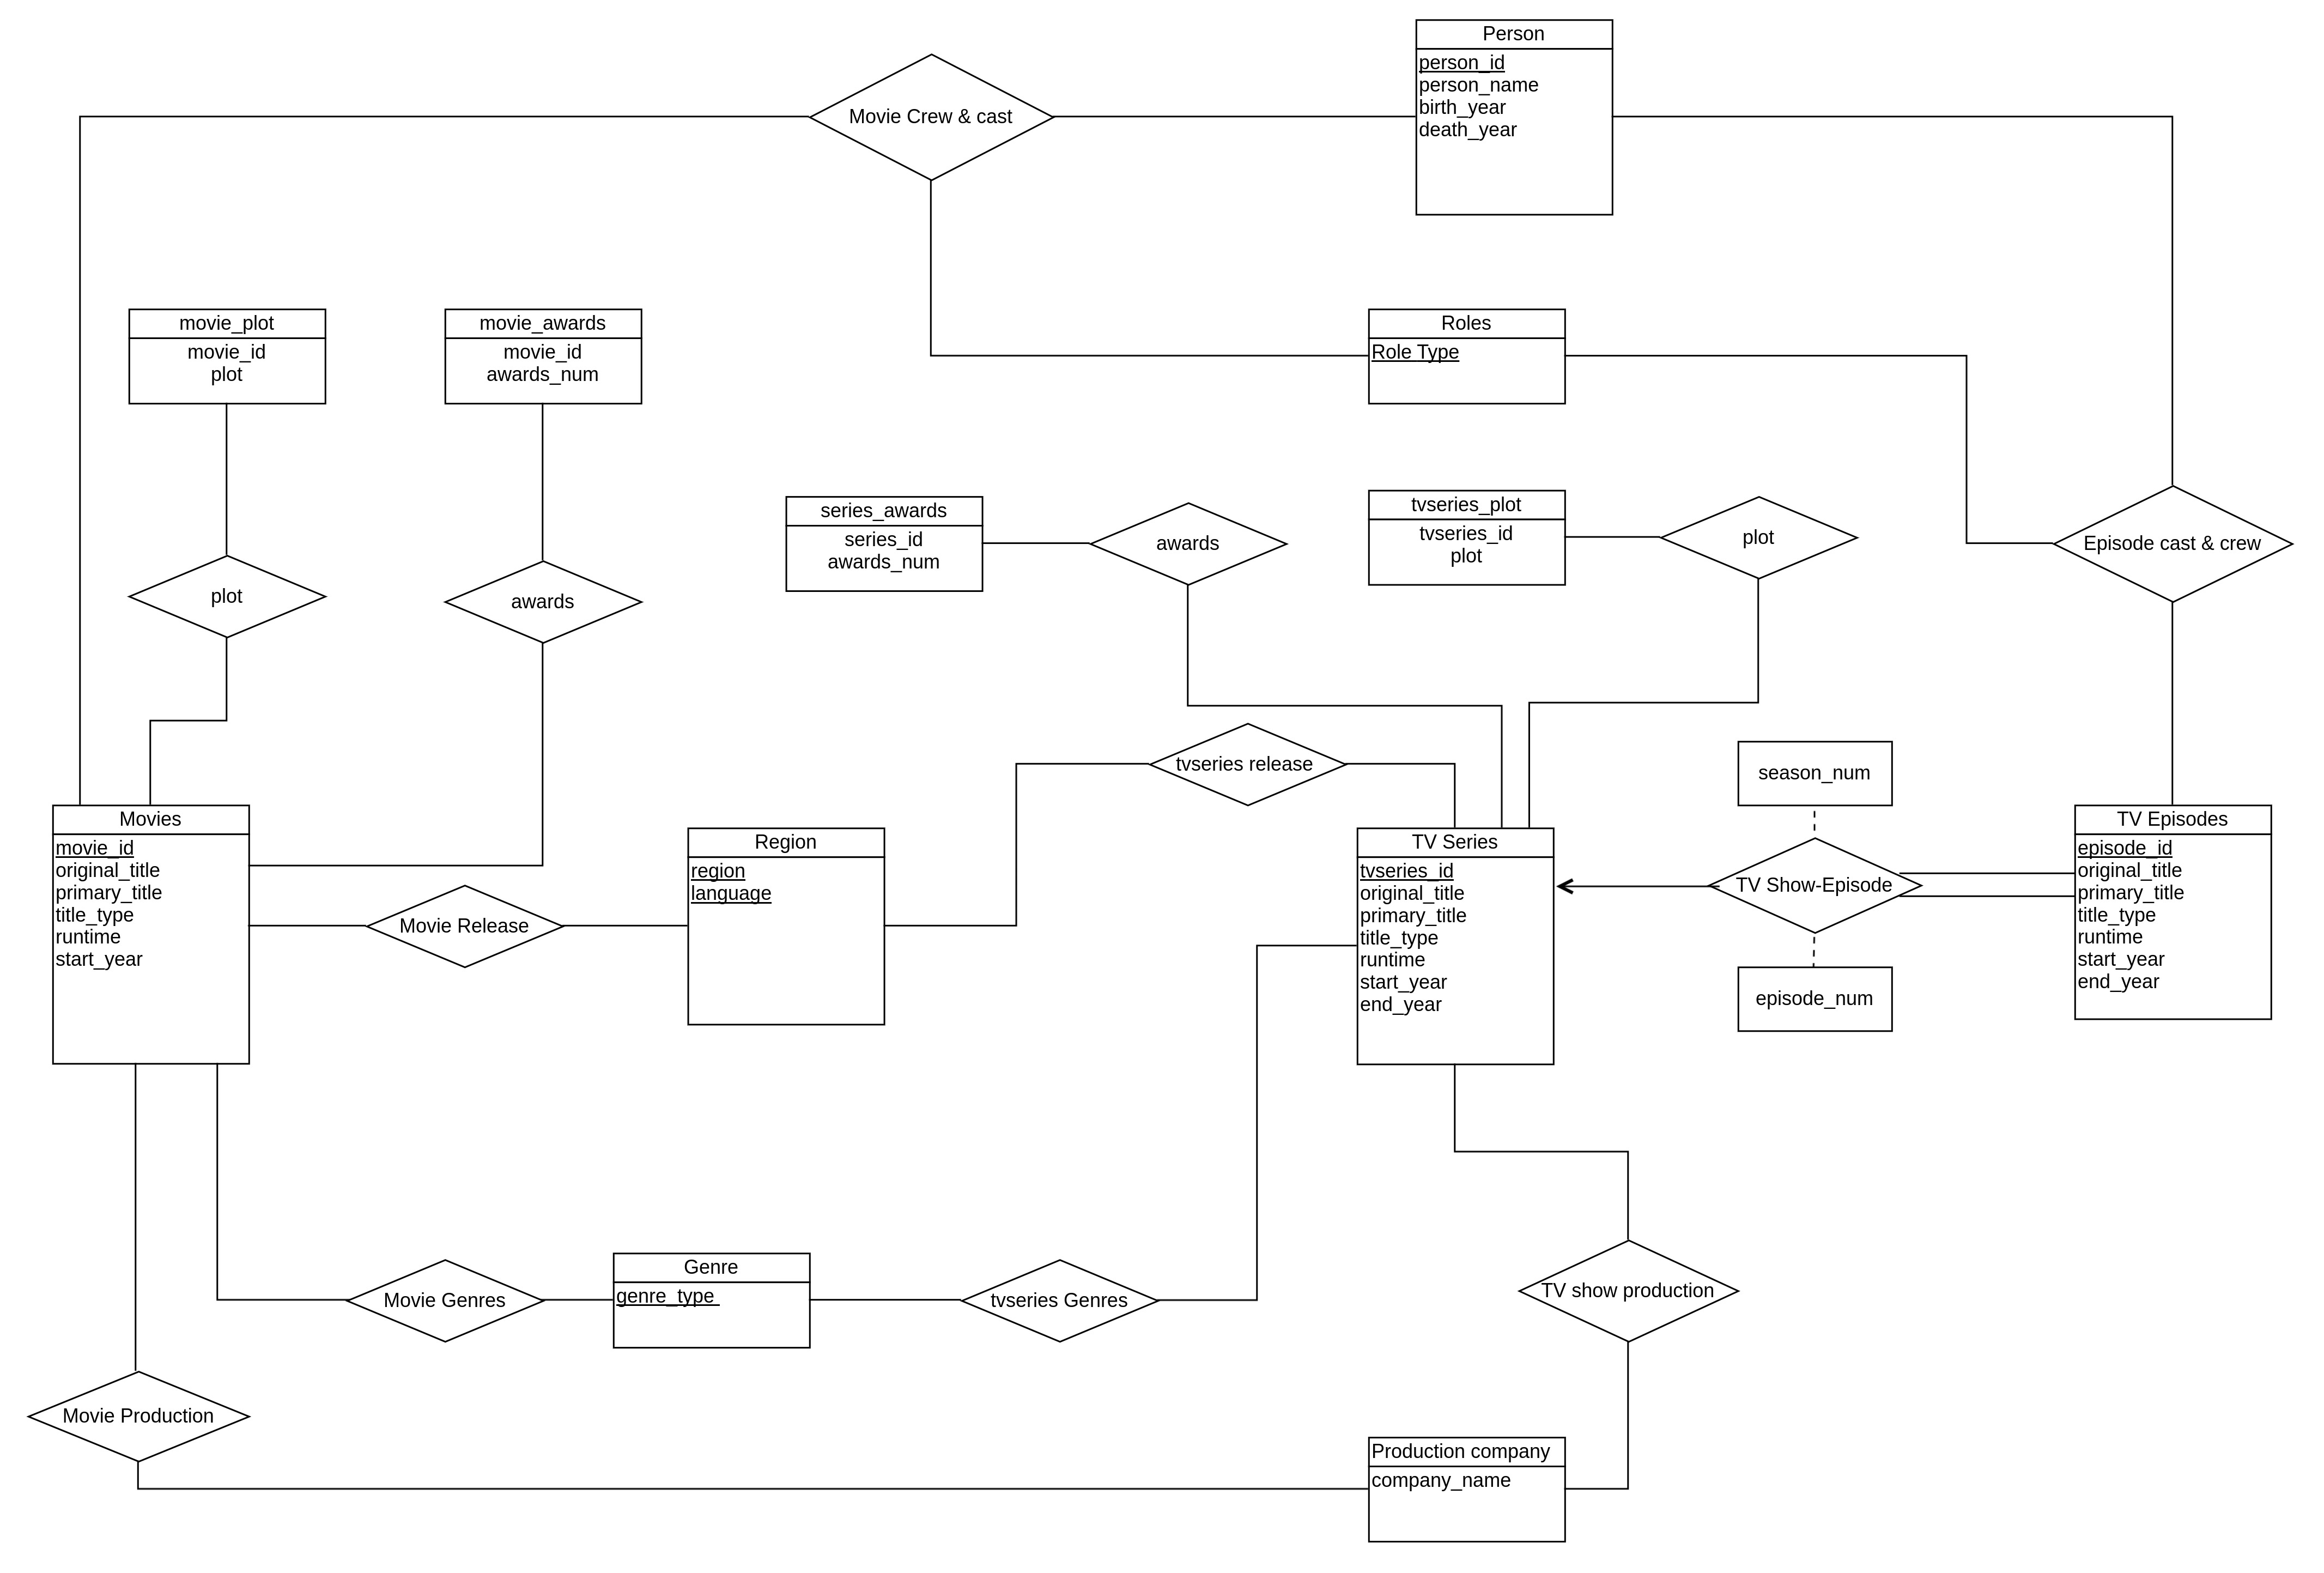 Person
person_id
person_name
birth_year
death_year
Movie Crew & cast
movie_plot
movie_id
plot
movie_awards
movie_id
awards_num
Roles
Role Type
series_awards
series_id
awards_num
awards
tvseries_plot
tvseries_id
plot
plot
Episode cast & crew
plot
awards
tvseries release
season_num
Movies
movie_id
original_title
primary_title
title_type
runtime
start_year
Movie Release
Region
region
language
TV Series
tvseries_id
original_title
primary_title
title_type
runtime
start_year
end_year
TV Show-Episode
episode_num
TV Episodes
episode_id
original_title
primary_title
title_type
runtime
start_year
end_year
Movie Genres
Genre
genre_type
tvseries Genres
TV show production
Movie Production
Production company
company_name